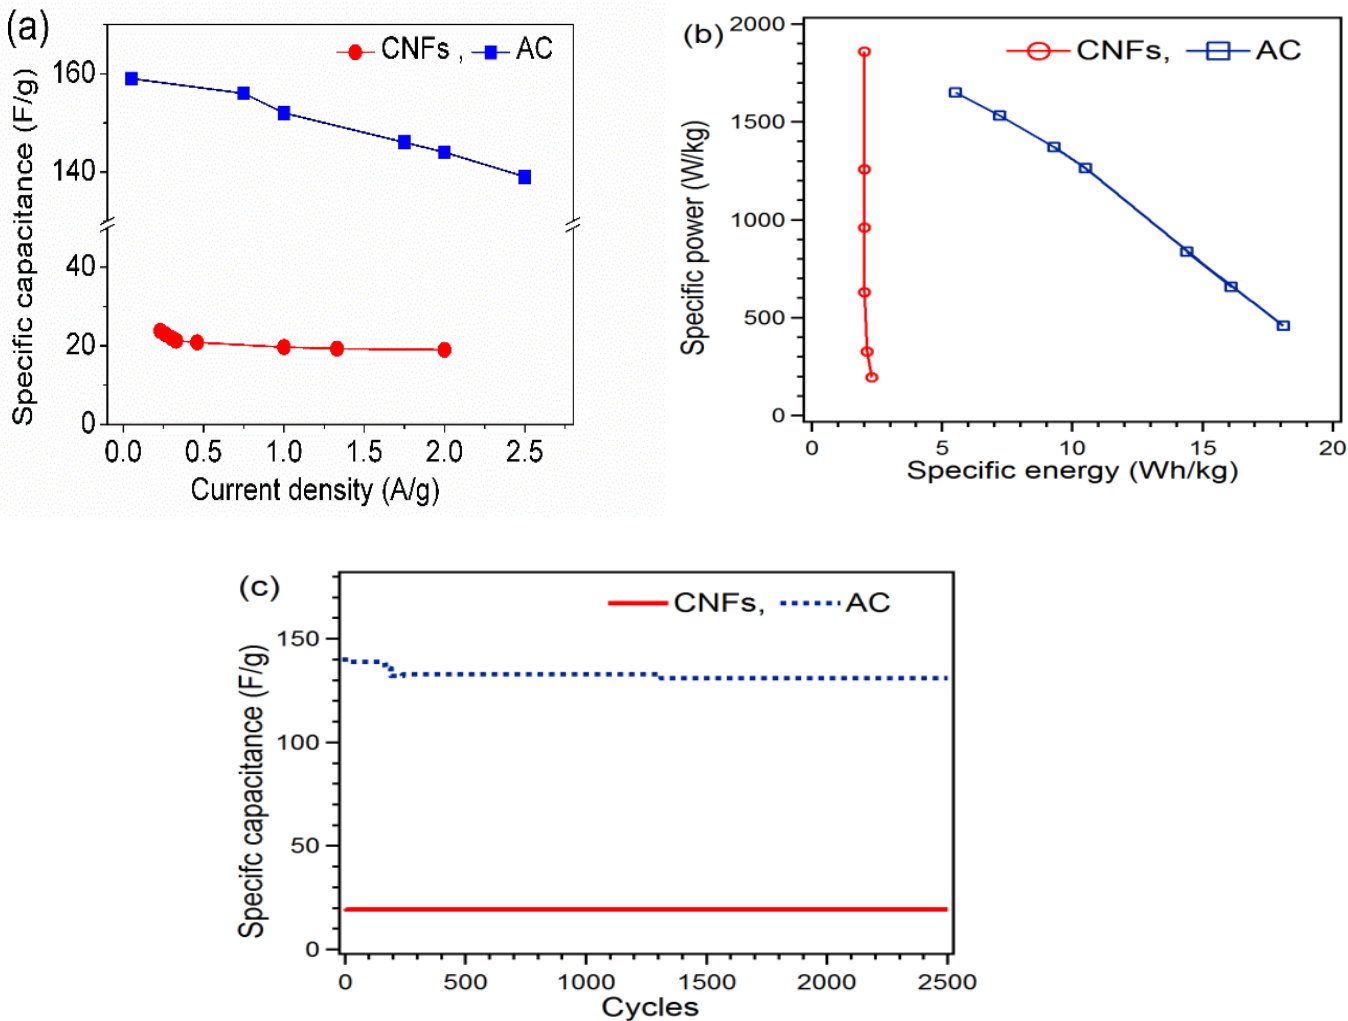 (a)
CNFs , AC
Specific capacitance (F/g)
160
140
40
20
0
0.0 0.5 1.0 1.5 2.0 2.5
Current density (A/g)
(b)
CNFs, AC
Specific power (W/kg)
2000
1500
1000
500
0
0 5 10 15 20
Specific energy (Wh/kg)
(c)
CNFs, AC
Specifc capacitance (F/g)
150
100
50
0
0 500 1000 1500 2000 2500
Cycles